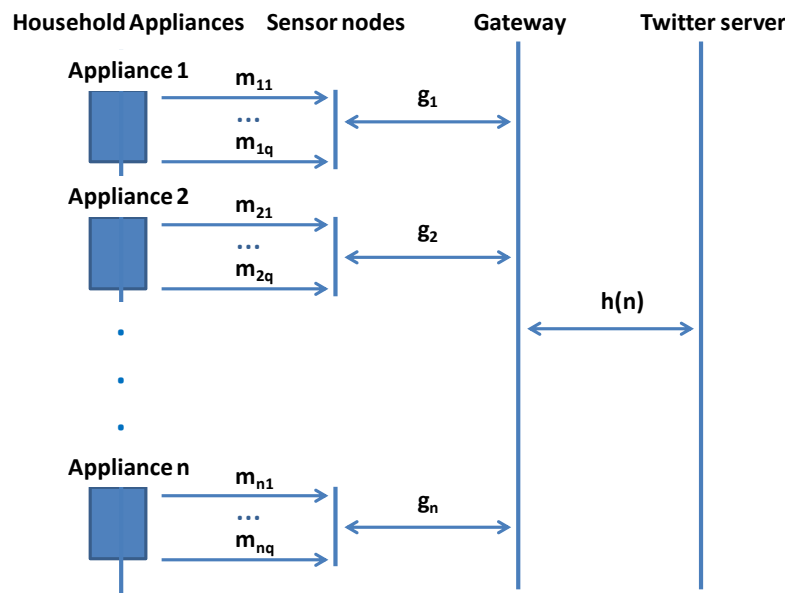 Household Appliances Sensor nodes Gateway Twitter server
Appliance 1
m11
g1
...
m1q
Appliance 2
m21
g2
...
m2q
h(n)
Appliance n
mn1
gn
...
mnq